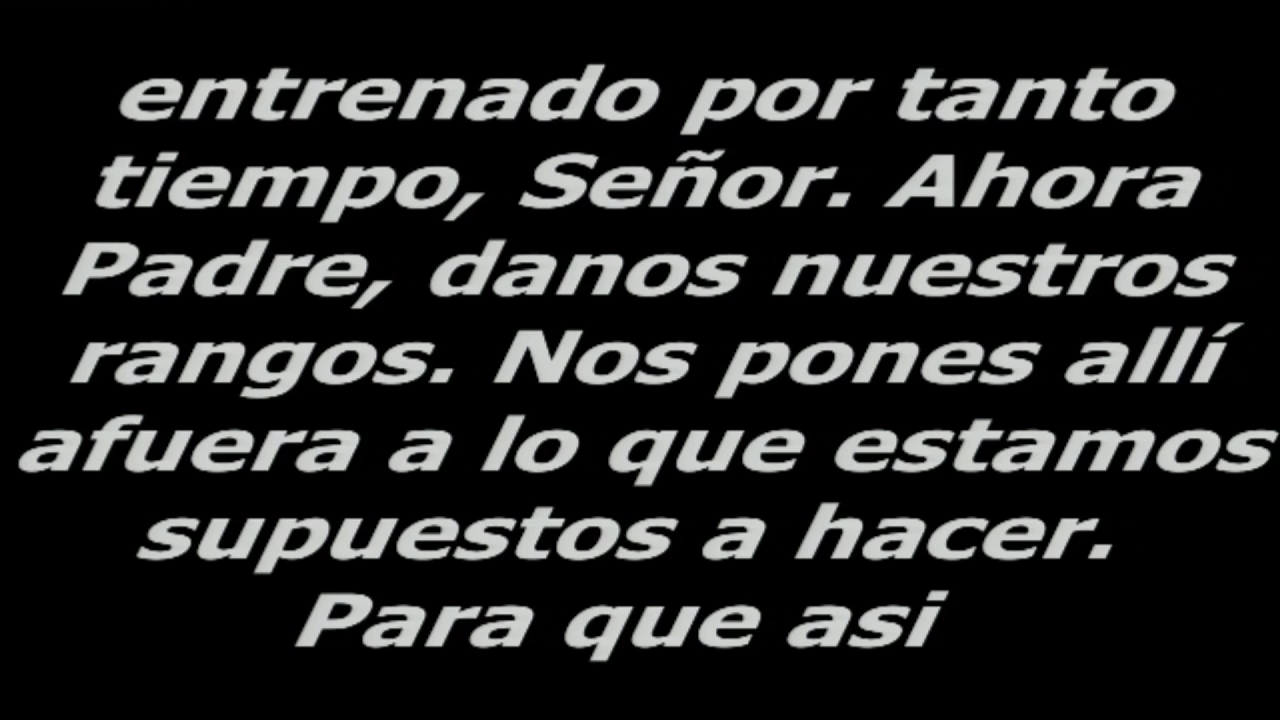 entrenado por tanto
tiempo, Señor. Ahora
Padre, danos nuestros
rangos. Nos pones allí
afuera a lo que estamos
supuestos a hacer.
Para que asi